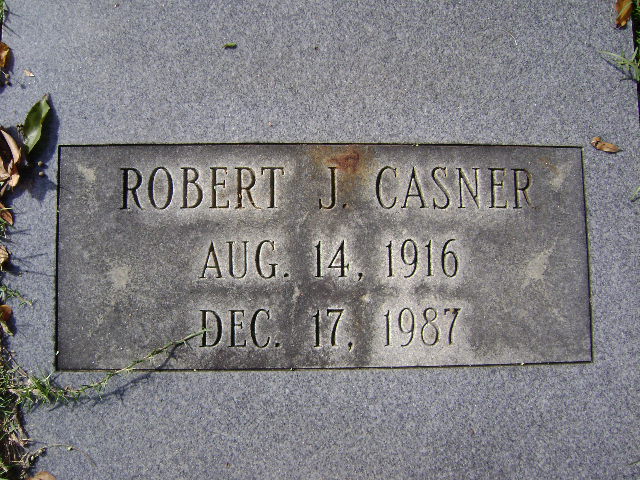 ROBERT J. CASNER
AUG. 14, 1916
DEC. 17, 1987